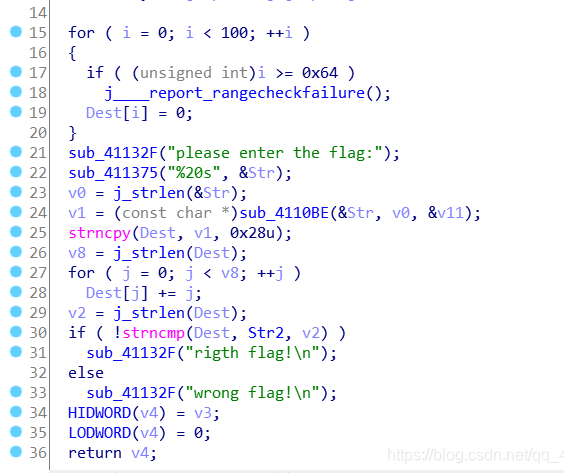 14
15 for ( i = 0; i < 100; ++i )
16 {
17 if ( (unsigned int)i >= 0x64 )
18 j____report_rangecheckfailure();
19 Dest[i] = 0;
20 }
21 sub_41132F("please enter the flag:");
22 sub_411375("%20s", &Str);
23 v0 = j_strlen(&Str);
24 v1 = (const char *)sub_4110BE(&Str, v0, &v11);
25 strncpy(Dest, v1, 0x28u);
26 v8 = j_strlen(Dest);
27 for ( j = 0; j < v8; ++j )
28 Dest[j] += j;
29 v2 = j_strlen(Dest);
30 if ( !strncmp(Dest, Str2, v2) )
31 sub_41132F("rigth flag!\n");
32 else
33 sub_41132F("wrong flag!\n");
34 HIDWORD(v4) = v3;
35 LODWORD(v4) = 0;
36 return v4;
https://blog.csdn.net/qq_4